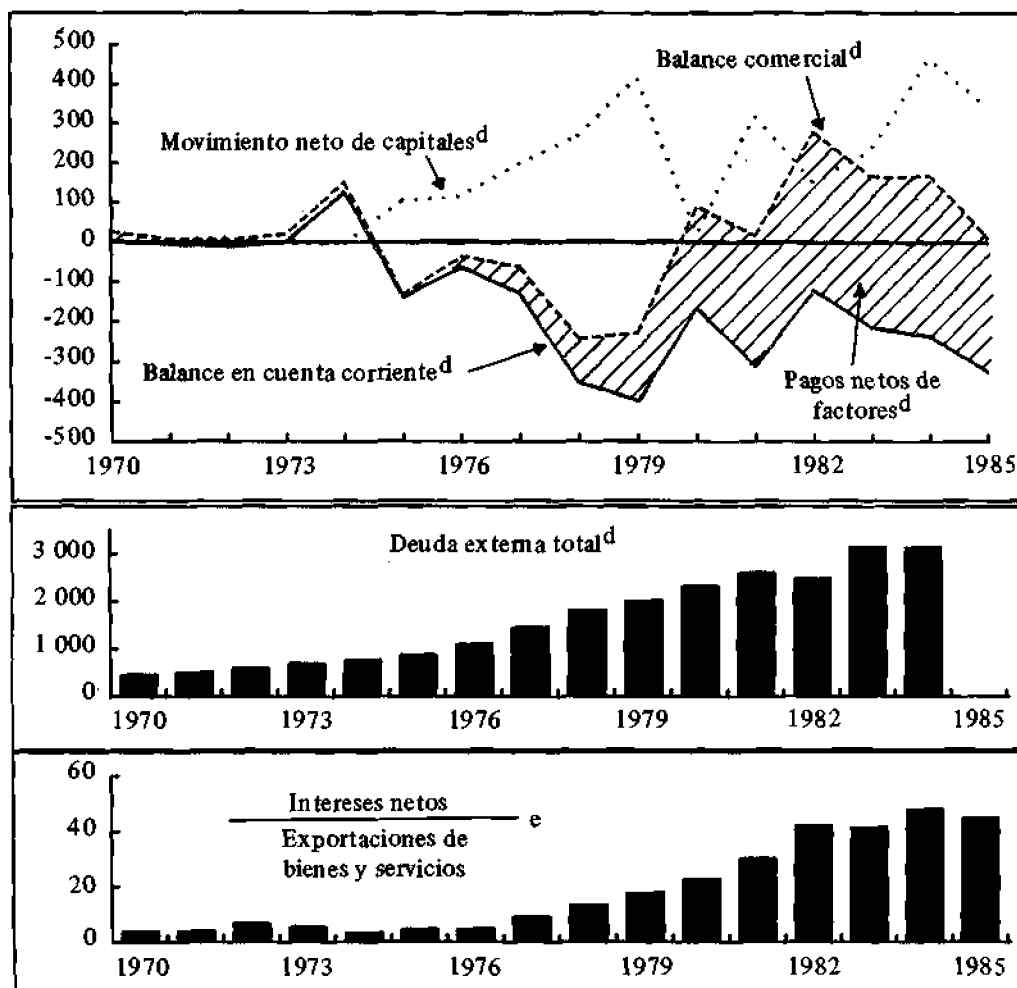 500
400
300
200
100
0
-100
-200
-300
-400
-500
Balance comercial d
Movimiento neto de capitales d
Balance en cuenta corriente d
Pagos netos de
factores d
1970 1973 1976 1979 1982 1985
Deuda externa total d
3 000
2 000
1 000
0
1970 1973 1976 1979 1982 1985
60
40
20
0
Intereses netos
e
Exportaciones de
bienes y servicios
1970 1973 1976 1979 1982 1985